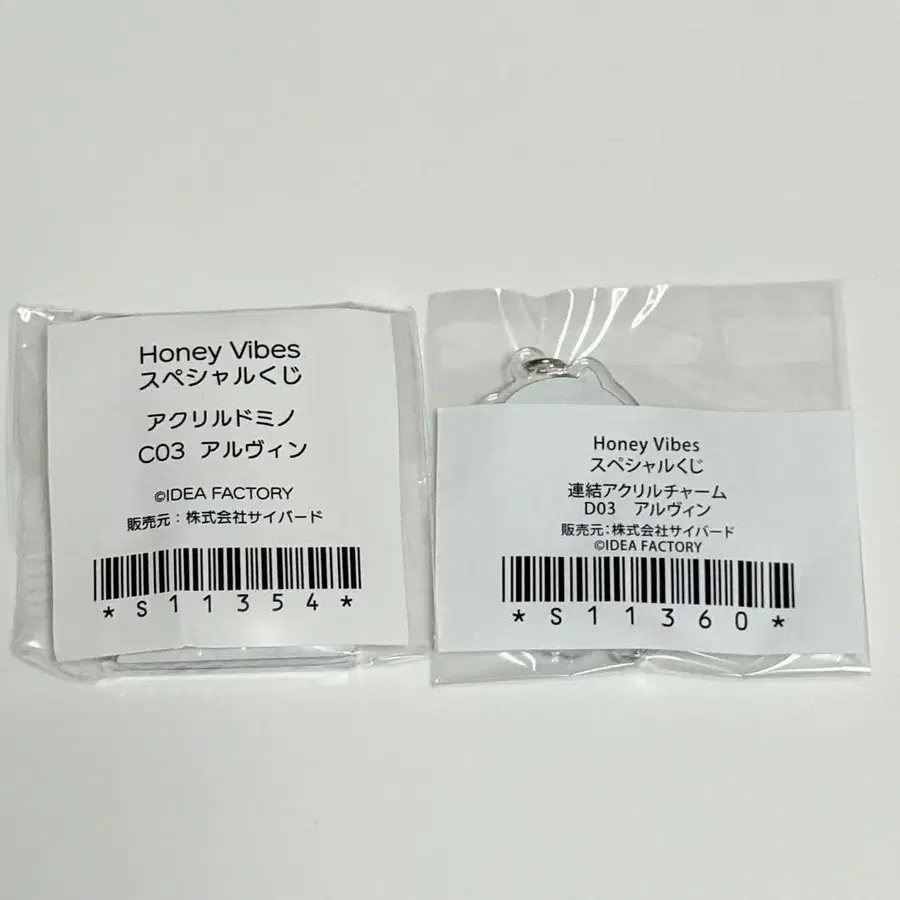 Honey Vibes
スペシャルくじ
アクリルドミノ
C03 アルヴィン
©IDEA FACTORY
販売元：株式会社サイバード
*S11354*
Honey Vibes
スペシャルくじ
連結アクリルチャーム
D03 アルヴィン
販売元：株式会社サイバード
©IDEA FACTORY
*S11360*